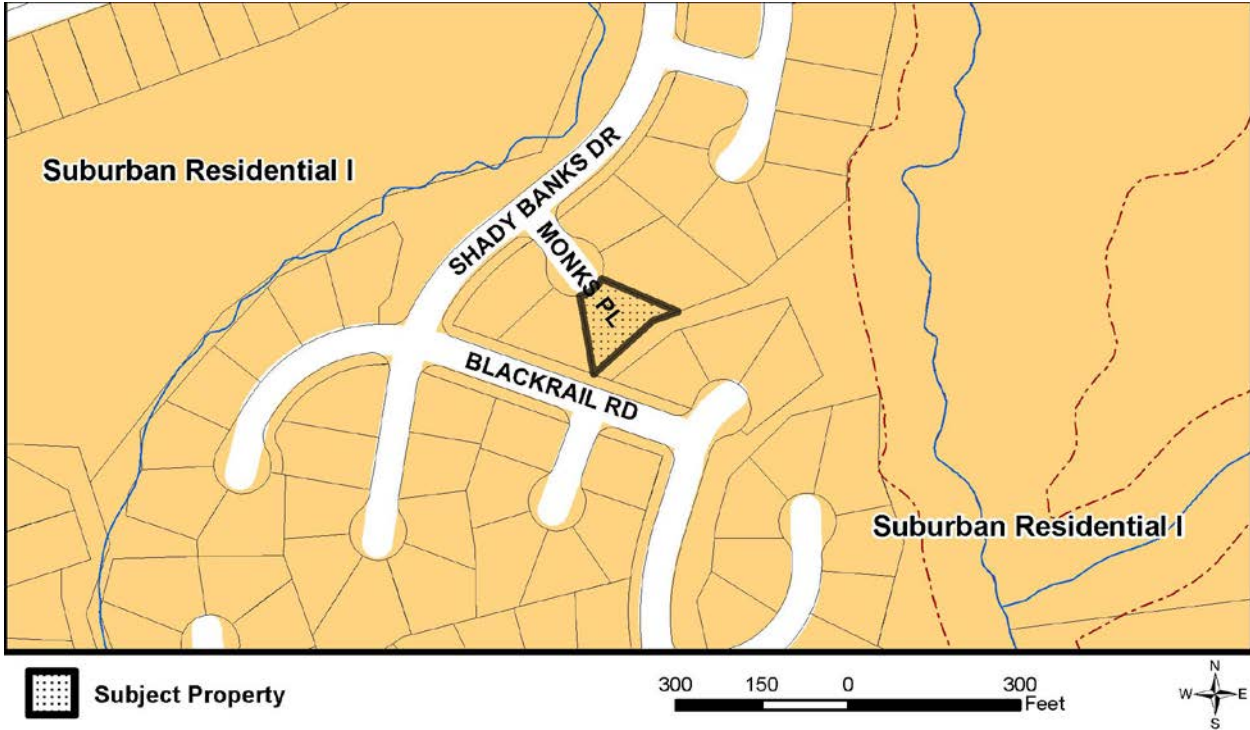 Suburban Residential I
SHADY BANKS DR
MONKS PL
BLACKRAIL RD
Suburban Residential I
Subject Property
300 150 0 300
Feet
N
W E
S